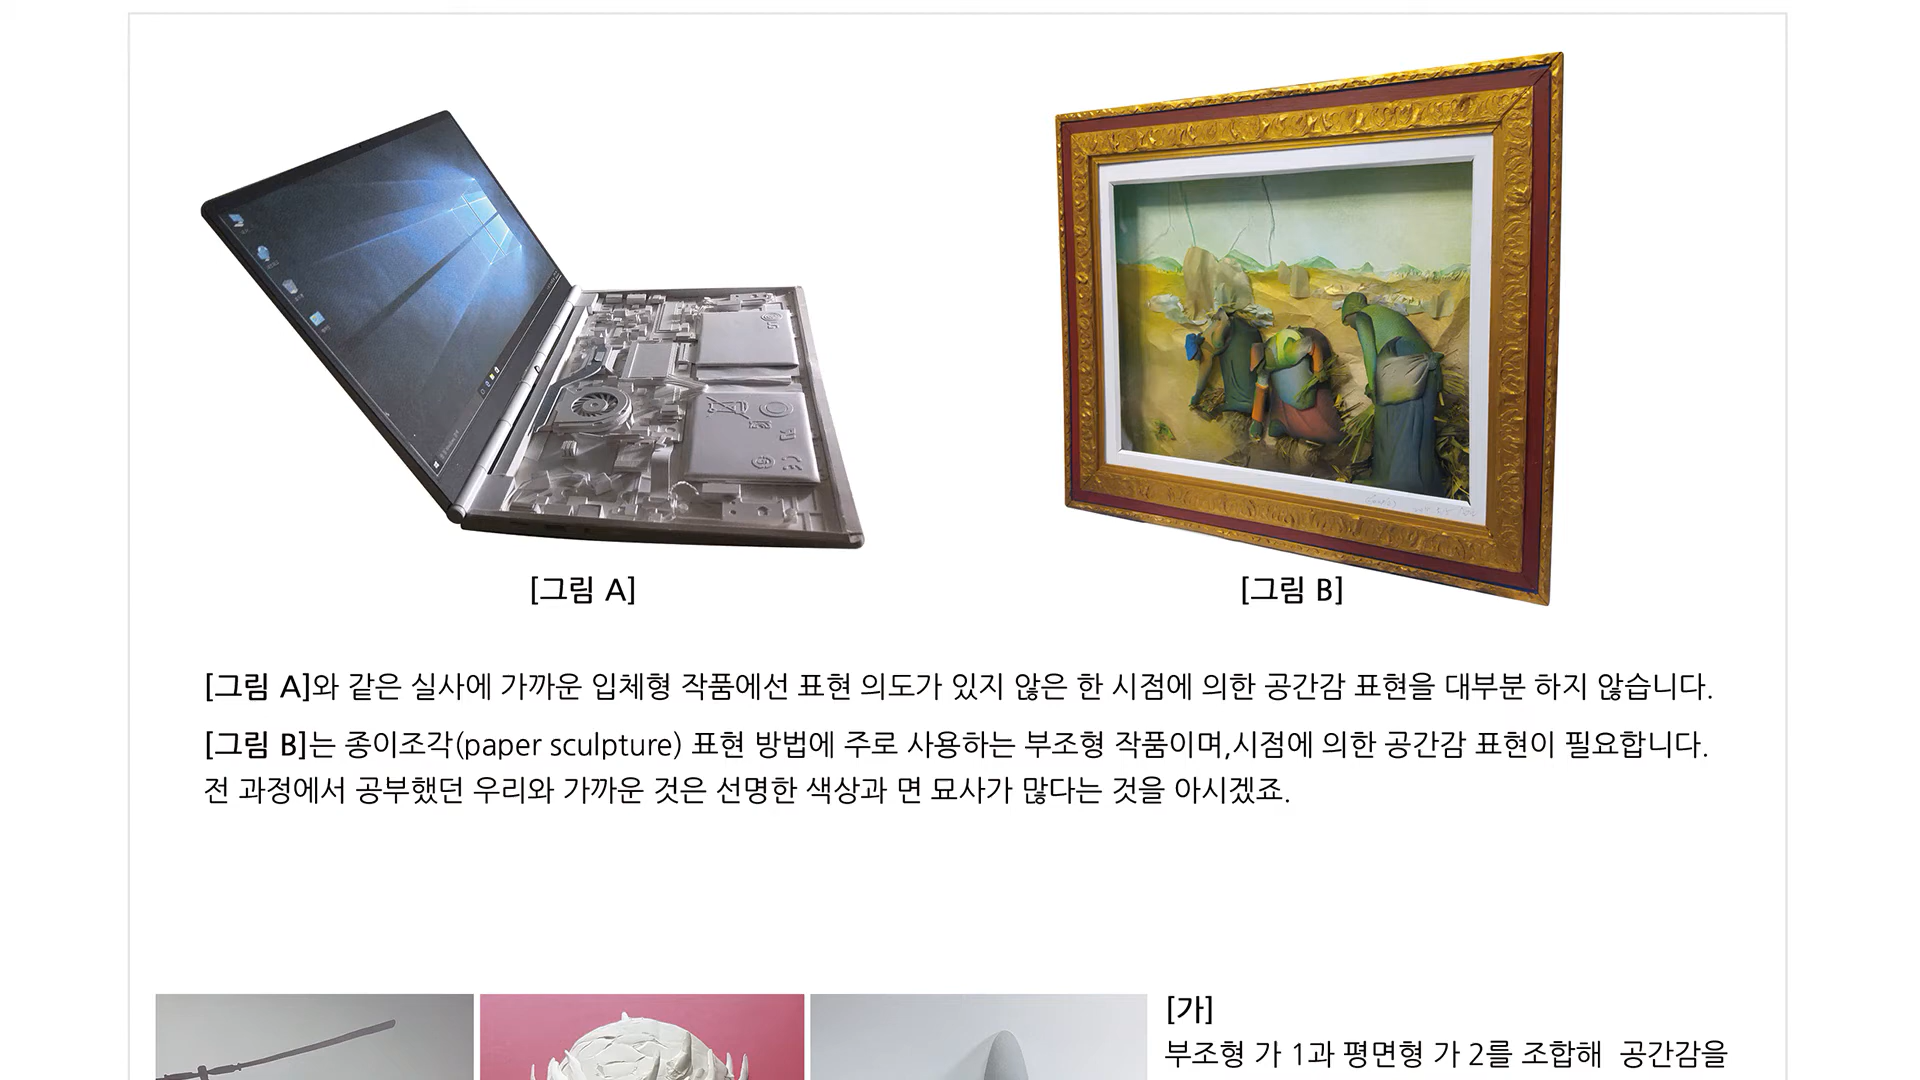 [그림 A]
[그림 B]
[그림 A]와 같은 실사에 가까운 입체형 작품에선 표현 의도가 있지 않은 한 시점에 의한 공간감 표현을 대부분 하지 않습니다.
[그림 B]는 종이조각(paper sculpture) 표현 방법에 주로 사용하는 부조형 작품이며,시점에 의한 공간감 표현이 필요합니다.
전 과정에서 공부했던 우리와 가까운 것은 선명한 색상과 면 묘사가 많다는 것을 아시겠죠.
[가]
부조형 가 1과 평면형 가 2를 조합해 공간감을